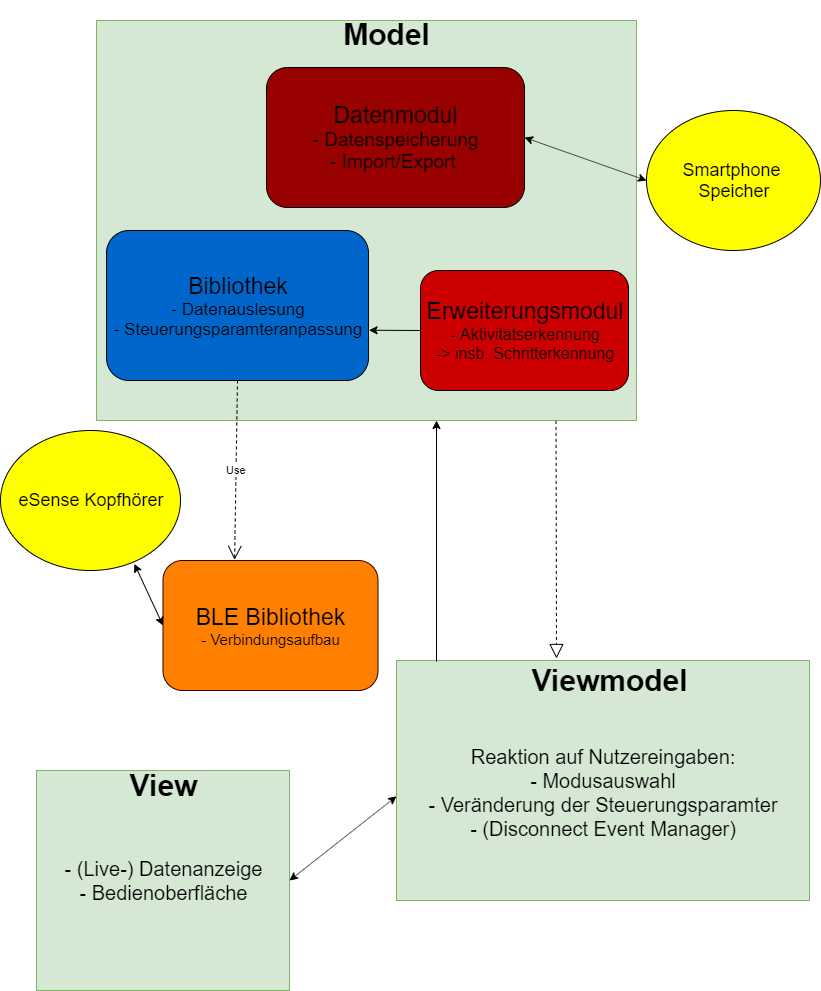 Model
Datenmodul
- Datenspeicherung
- Import/Export
Smartphone
Speicher
Bibliothek
- Datenauslesung
- Steuerungsparamteranpassung
Erweiterungsmodul
- Aktivitätserkennung
-> insb. Schritterkennung
Use
eSense Kopfhörer
BLE Bibliothek
- Verbindungsaufbau
Viewmodel
Reaktion auf Nutzereingaben:
- Modusauswahl
- Veränderung der Steuerungsparamter
- (Disconnect Event Manager)
View
- (Live-) Datenanzeige
- Bedienoberfläche